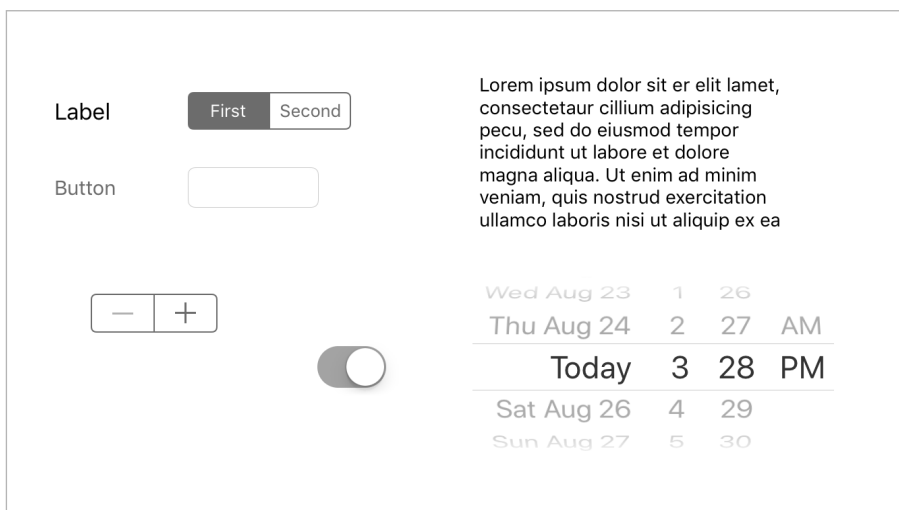 Label
First Second
Button
− +
Lorem ipsum dolor sit er elit lamet,
consectetaur cillium adipisicing
pecu, sed do eiusmod tempor
incididunt ut labore et dolore
magna aliqua. Ut enim ad minim
veniam, quis nostrud exercitation
ullamco laboris nisi ut aliquip ex ea
Wed Aug 23 1 26
Thu Aug 24 2 27 AM
Today 3 28 PM
Sat Aug 26 4 29
Sun Aug 27 5 30